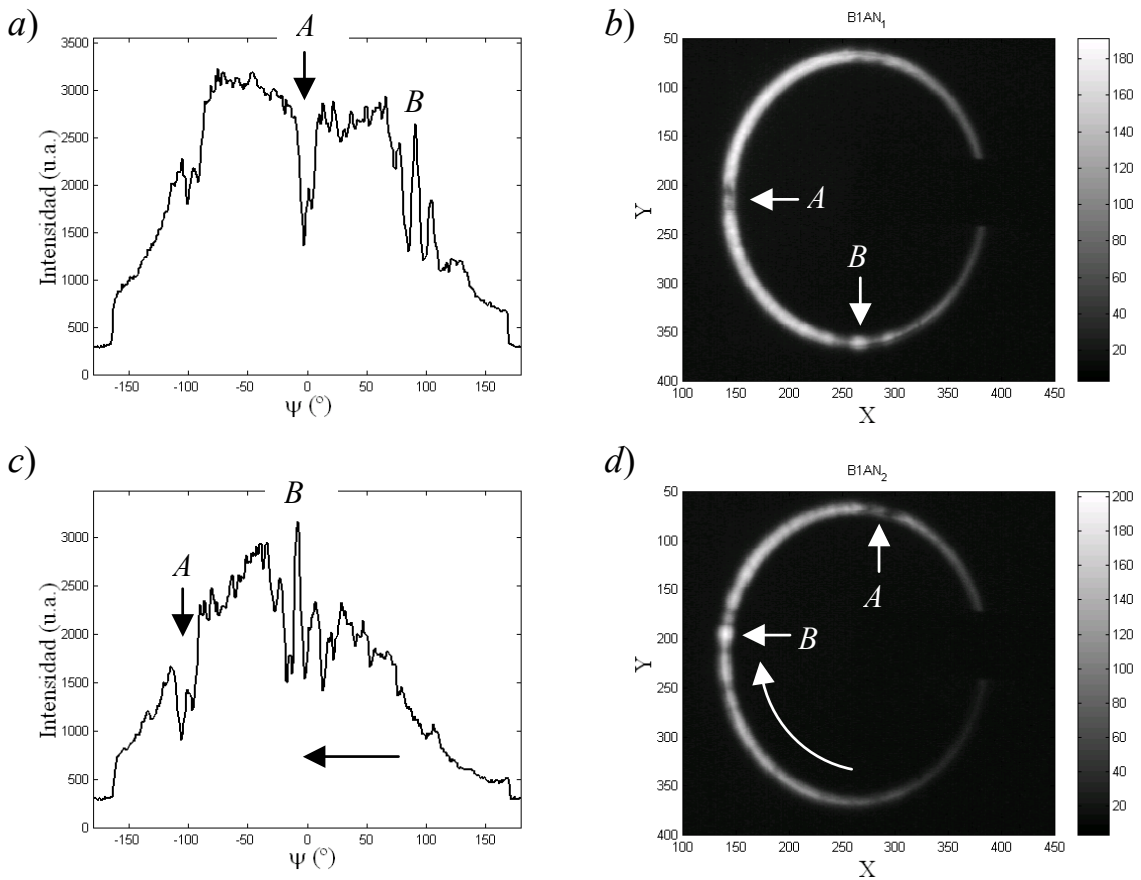 a)
A
B
Intensidad (u.a.)
3500
3000
2500
2000
1500
1000
500
0
-150 -100 -50 0 50 100 150
Ψ (°)
b)
B1AN1
Y
50
100
150
200
250
300
350
400
A
B
100 150 200 250 300 350 400 450
X
180
160
140
120
100
80
60
40
20
c)
B
A
Intensidad (u.a.)
3000
2500
2000
1500
1000
500
0
-150 -100 -50 0 50 100 150
Ψ (°)
d)
B1AN2
Y
50
100
150
200
250
300
350
400
A
B
100 150 200 250 300 350 400 450
X
200
180
160
140
120
100
80
60
40
20